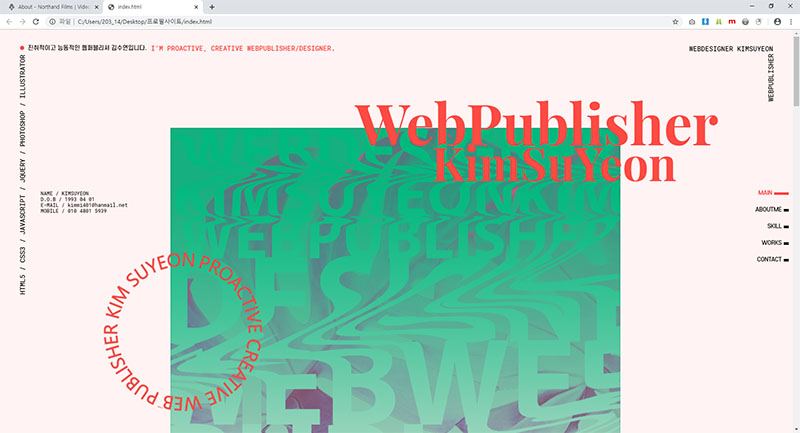 About - Northand Films | Video
index.html
파일 | C:/Users/203_14/Desktop/프로필사이트/index.html
진취적이고 능동적인 웹퍼블리셔 김수연입니다. I'M PROACTIVE, CREATIVE WEBPUBLISHER/DESIGNER.
WEBDESIGNER KIMSUYEON
WEBPUBLISHER
HTML5 / CSS3 / JAVASCRIPT / JQUERY / PHOTOSHOP / ILLUSTRATOR
WebPublisher
KimSuYeon
NAME / KIMSUYEON
D.O.B / 1993 04 01
E-MAIL / kimmi401@hanmail.net
MOBILE / 010 4801 5939
MAIN
ABOUTME
SKILL
WORKS
CONTACT
KIMSUYEONKIM
WEBPUBLISHP
WEB PUBLISHER KIM SUYEON PROACTIVE CREATIVE